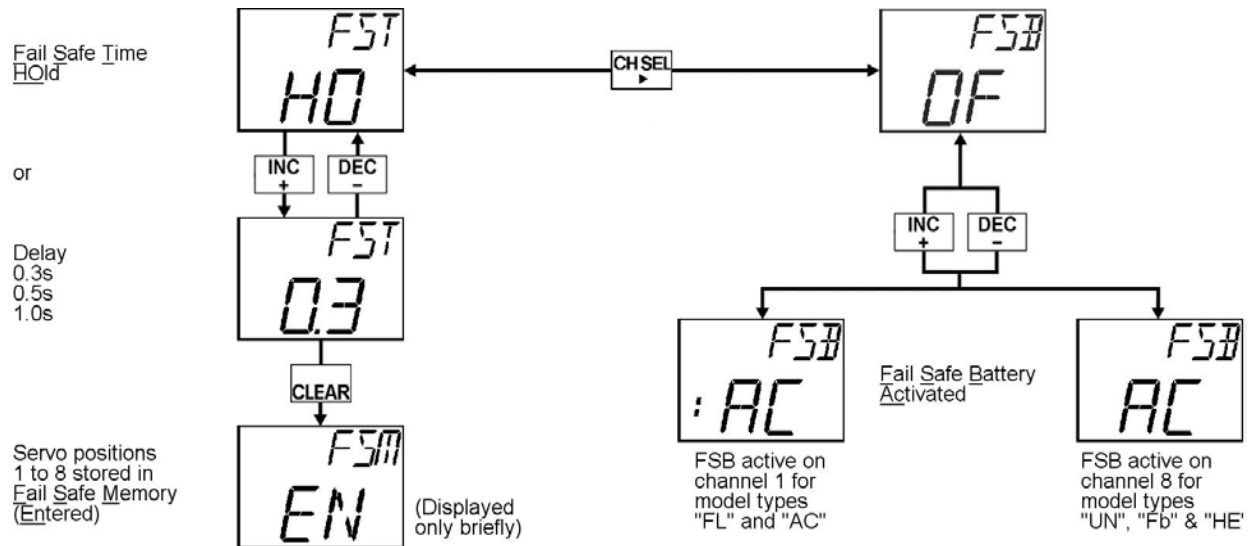 Fail Safe Time
HOld
FST
HO
CH SEL
FSB
OF
or
INC
+
DEC
−
INC
+
DEC
−
Delay
0.3s
0.5s
1.0s
FST
0.3
CLEAR
FSB
: AC
Fail Safe Battery
Activated
FSB
AC
FSB active on
channel 1 for
model types
"FL" and "AC"
FSB active on
channel 8 for
model types
"UN", "Fb" & "HE'
Servo positions
1 to 8 stored in
Fail Safe Memory
(Entered)
FSM
EN
(Displayed
only briefly)